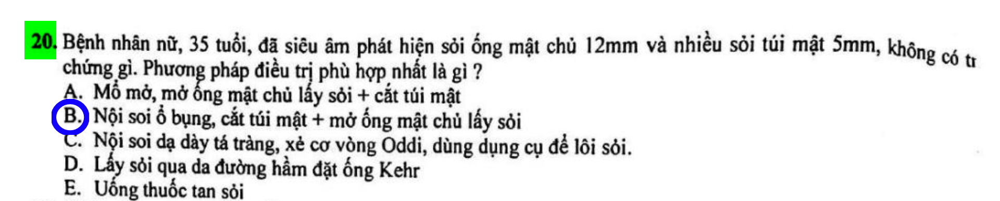 20. Bệnh nhân nữ, 35 tuổi, đã siêu âm phát hiện sỏi ống mật chủ 12mm và nhiều sỏi túi mật 5mm, không có tr
chứng gì. Phương pháp điều trị phù hợp nhất là gì ?
A. Mổ mở, mở ống mật chủ lấy sỏi + cắt túi mật
B. Nội soi ổ bụng, cắt túi mật + mở ống mật chủ lấy sỏi
C. Nội soi dạ dày tá tràng, xẻ cơ vòng Oddi, dùng dụng cụ để lôi sỏi.
D. Lấy sỏi qua da đường hầm đặt ống Kehr
E. Uống thuốc tan sỏi